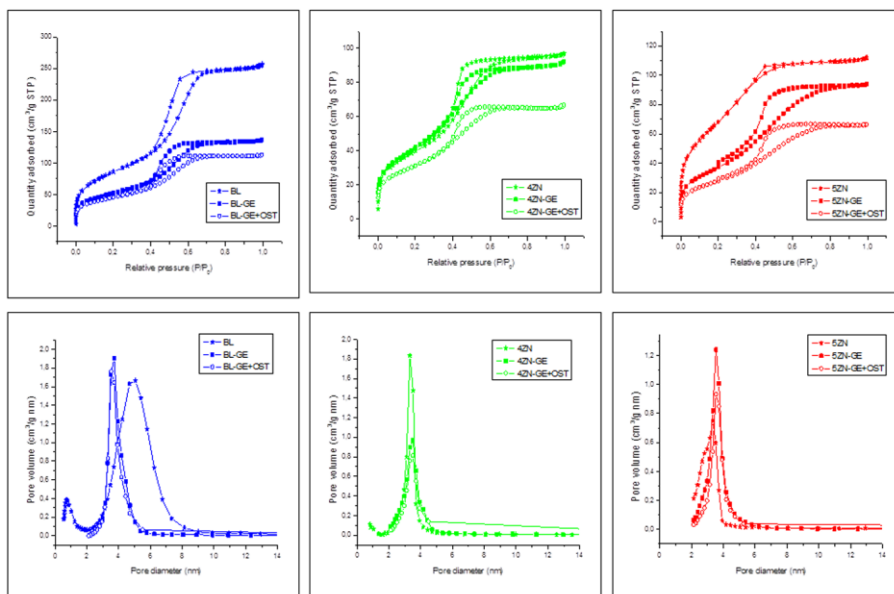 300
250
200
150
100
50
0
0.0 0.2 0.4 0.6 0.8 1.0
Quantity adsorbed (cm³/g STP)
Relative pressure (P/P₀)
BL
BL-GE
BL-GE+OST
100
80
60
40
20
0
0.0 0.2 0.4 0.6 0.8 1.0
Quantity adsorbed (cm³/g STP)
Relative pressure (P/P₀)
4ZN
4ZN-GE
4ZN-GE+OST
120
100
80
60
40
20
0
0.0 0.2 0.4 0.6 0.8 1.0
Quantity adsorbed (cm³/g STP)
Relative pressure (P/P₀)
5ZN
5ZN-GE
5ZN-GE+OST
2.0
1.8
1.6
1.4
1.2
1.0
0.8
0.6
0.4
0.2
0.0
0 2 4 6 8 10 12 14
Pore volume (cm³/g nm)
Pore diameter (nm)
BL
BL-GE
BL-GE+OST
2.0
1.8
1.6
1.4
1.2
1.0
0.8
0.6
0.4
0.2
0.0
0 2 4 6 8 10 12 14
Pore volume (cm³/g nm)
Pore diameter (nm)
4ZN
4ZN-GE
4ZN-GE+OST
1.2
1.0
0.8
0.6
0.4
0.2
0.0
0 2 4 6 8 10 12 14
Pore volume (cm³/g nm)
Pore diameter (nm)
5ZN
5ZN-GE
5ZN-GE+OST